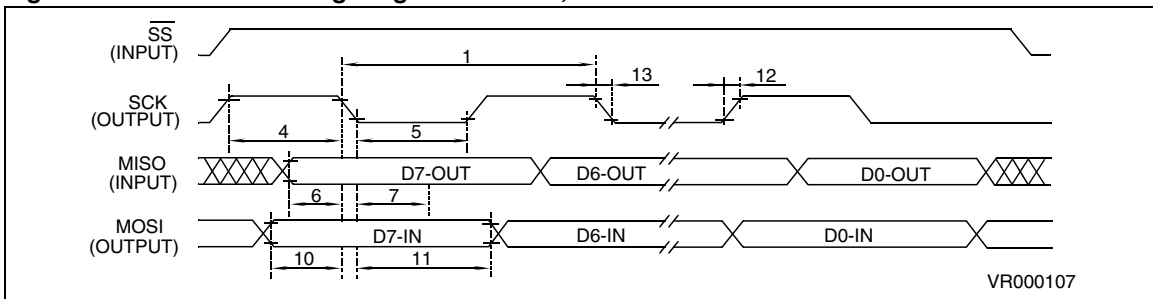 SS
(INPUT)
1
13
12
SCK
(OUTPUT)
4
5
MISO
(INPUT)
D7-OUT
D6-OUT
D0-OUT
6
7
MOSI
(OUTPUT)
D7-IN
D6-IN
D0-IN
10
11
VR000107